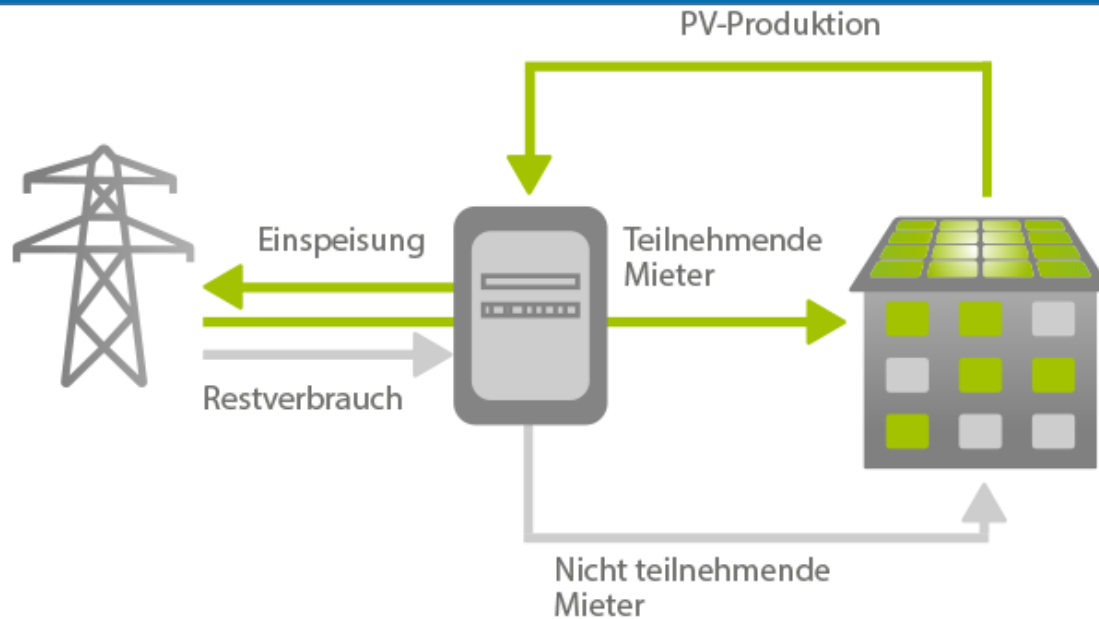 PV-Produktion
Einspeisung
Teilnehmende
Mieter
Restverbrauch
Nicht teilnehmende
Mieter